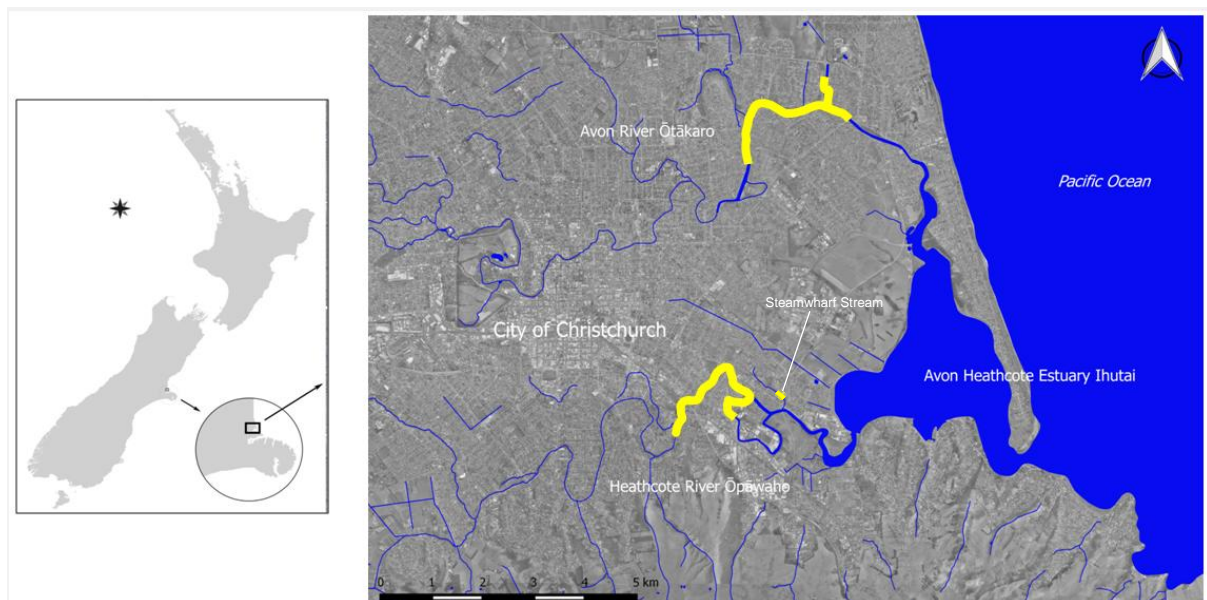 Avon River Ōtākaro
Pacific Ocean
Steamwharf Stream
City of Christchurch
Avon Heathcote Estuary Ihutai
Heathcote River Ōpāwaho
0 1 2 3 4 5 km